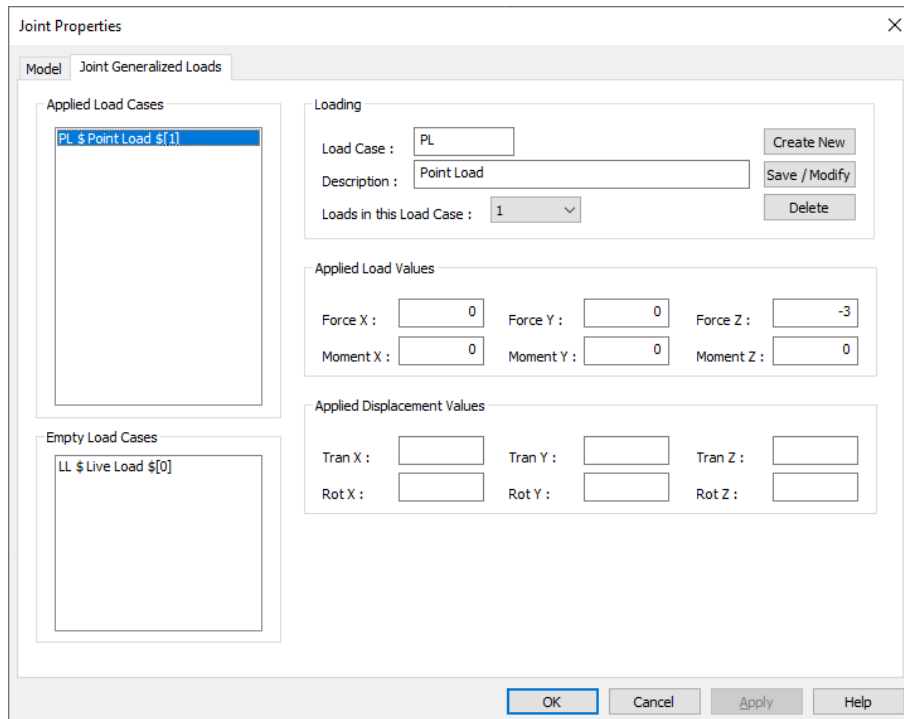 Joint Properties
Model Joint Generalized Loads
Applied Load Cases
PL $ Point Load $[1]
Empty Load Cases
LL $ Live Load $[0]
Loading
Load Case : PL Create New
Description : Point Load Save / Modify
Loads in this Load Case : 1 Delete
Applied Load Values
Force X : 0 Force Y : 0 Force Z : -3
Moment X : 0 Moment Y : 0 Moment Z : 0
Applied Displacement Values
Tran X : Tran Y : Tran Z :
Rot X : Rot Y : Rot Z :
OK Cancel Apply Help